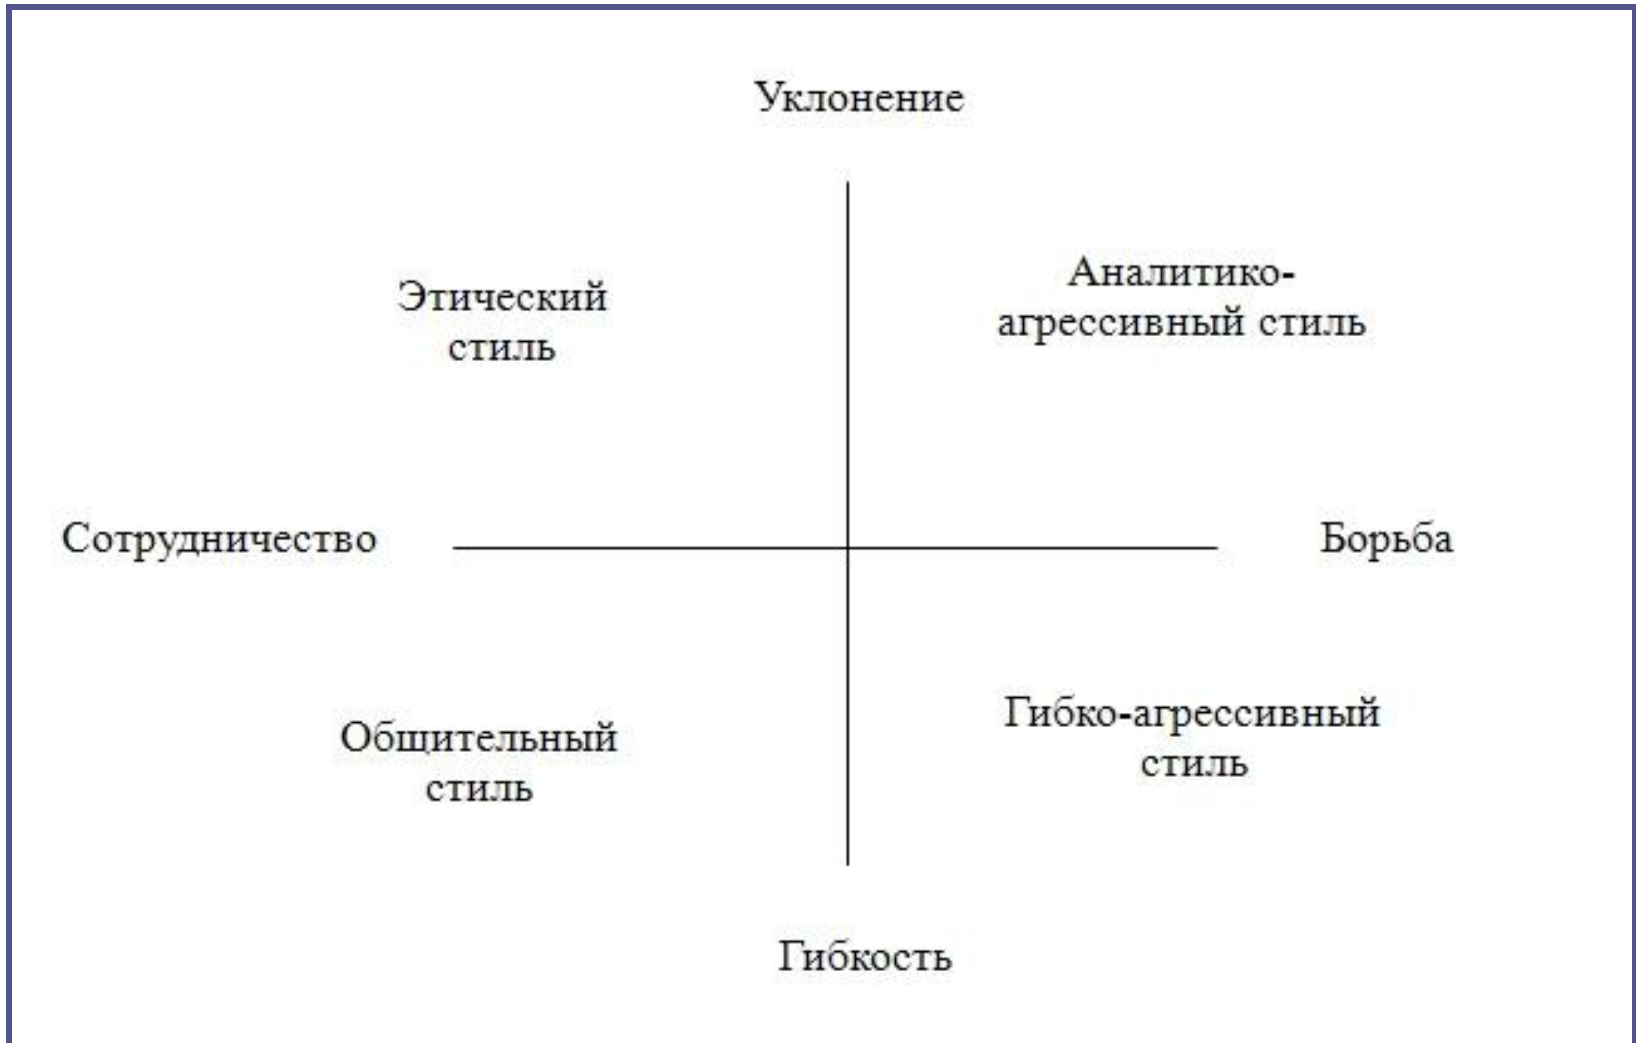 Уклонение
Этический
стиль
Аналитико-
агрессивный стиль
Сотрудничество
Борьба
Общительный
стиль
Гибко-агрессивный
стиль
Гибкость